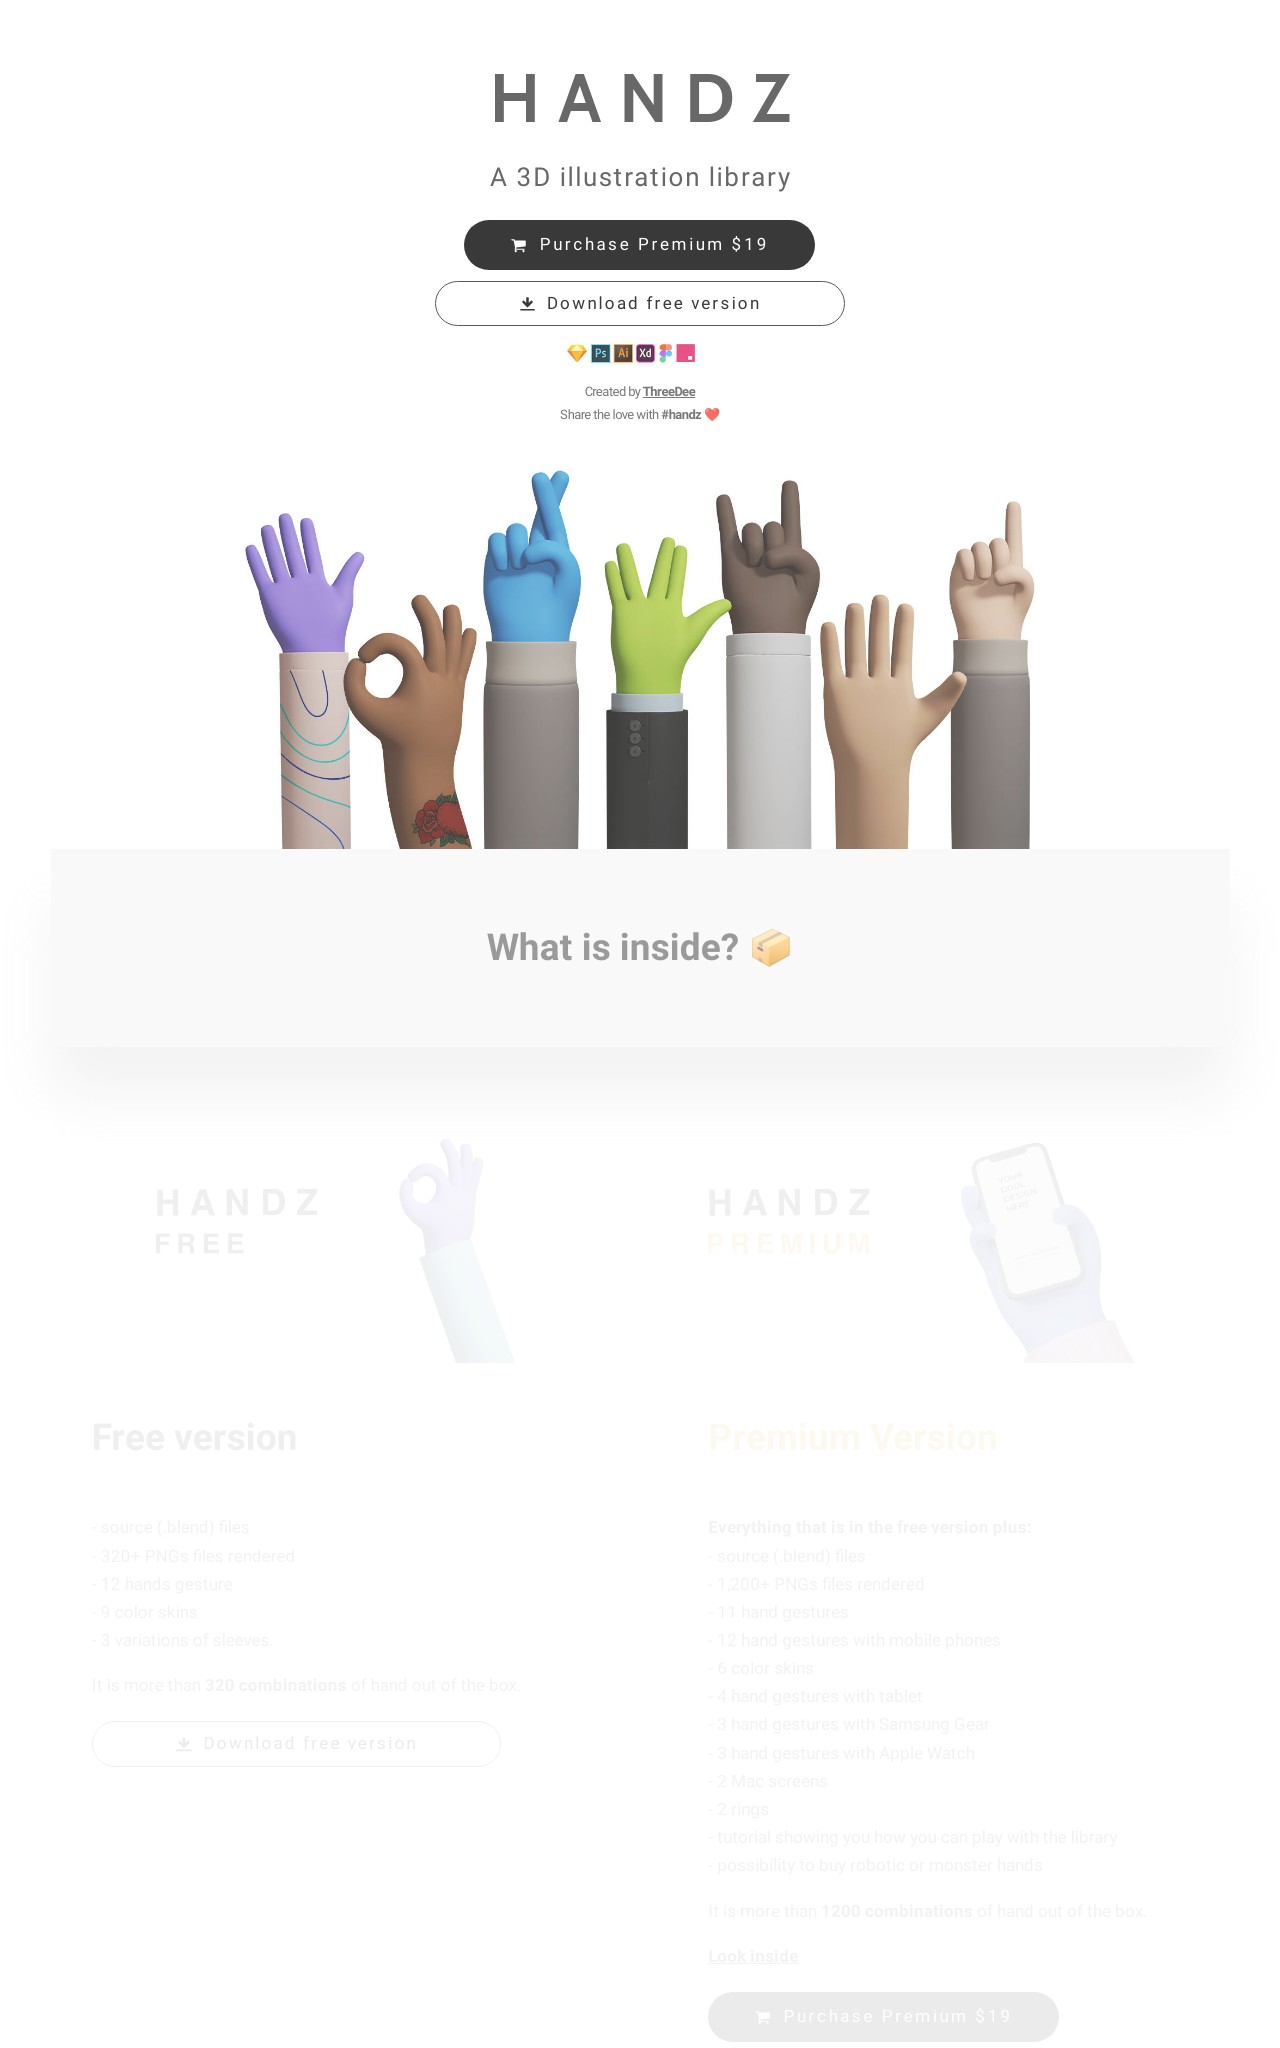 HANDZ
A 3D illustration library
Purchase Premium $19
Download free version
Ps Ai Xd
Created by ThreeDee
Share the love with #handz ❤️
What is inside? 📦
HANDZ
FREE
HANDZ
PREMIUM
YOUR
COOL
DESIGN
HERE
Free version
- source (.blend) files
- 320+ PNGs files rendered
- 12 hands gesture
- 9 color skins
- 3 variations of sleeves.
It is more than 320 combinations of hand out of the box.
Download free version
Premium Version
Everything that is in the free version plus:
- source (.blend) files
- 1,200+ PNGs files rendered
- 11 hand gestures
- 12 hand gestures with mobile phones
- 6 color skins
- 4 hand gestures with tablet
- 3 hand gestures with Samsung Gear
- 3 hand gestures with Apple Watch
- 2 Mac screens
- 2 rings
- tutorial showing you how you can play with the library
- possibility to buy robotic or monster hands
It is more than 1200 combinations of hand out of the box.
Look inside
Purchase Premium $19